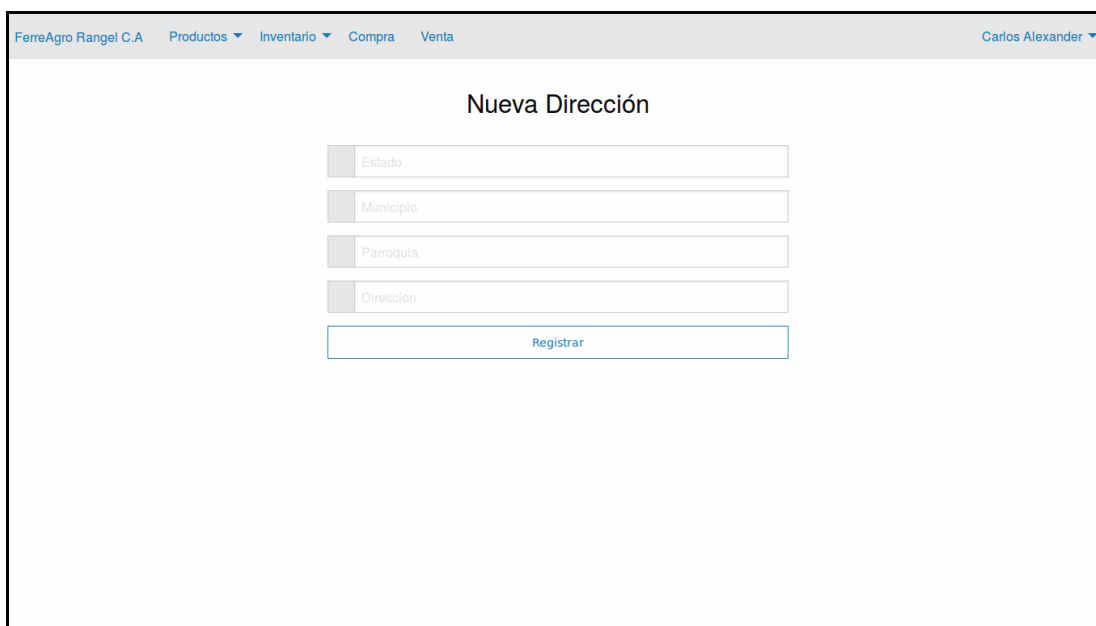 FerreAgro Rangel C.A Productos Inventario Compra Venta Carlos Alexander
Nueva Dirección
Estado
Municipio
Parroquia
Direccion
Registrar